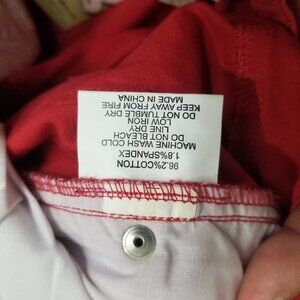 98.2%COTTON
1.8%SPANDEX
MACHINE WASH COLD
DO NOT BLEACH
LINE DRY
LOW IRON
DO NOT TUMBLE DRY
KEEP AWAY FROM FIRE
MADE IN CHINA